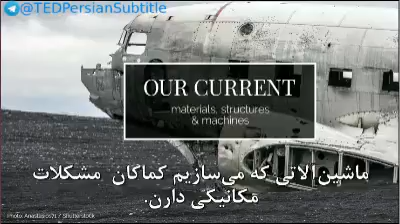 @TEDPersianSubtitle
OUR CURRENT
materials, structures
& machines
ماشین‌آلاتی که می‌سازیم کماکان مشکلات
مکانیکی دارن.
Photo: Anastasios71 / Shutterstock